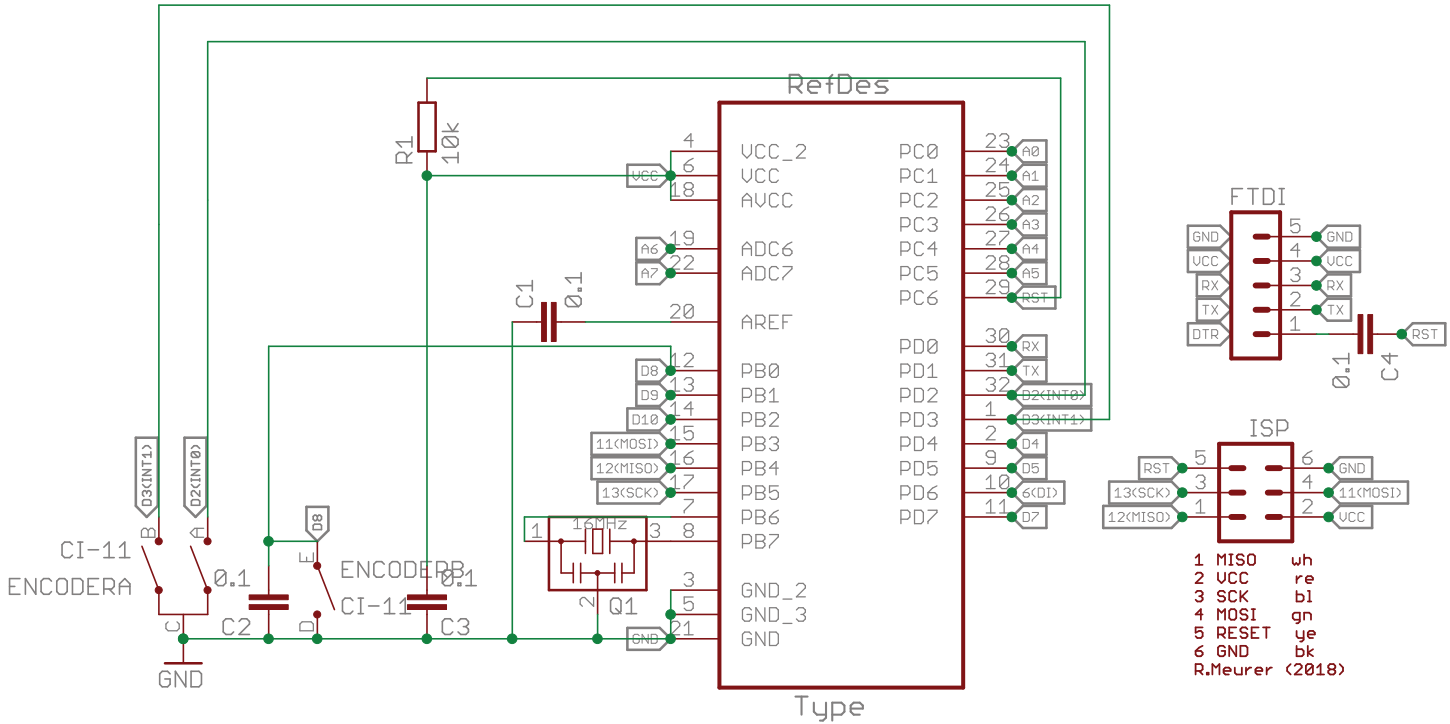 RefDes
R1
10k
VCC
4
6
18
VCC_2
VCC
AVCC
A6
A7
19
22
ADC6
ADC7
C1
0.1
20
AREF
D8
D9
D10
11(MOSI)
12(MISO)
13(SCK)
12
13
14
15
16
17
7
8
PB0
PB1
PB2
PB3
PB4
PB5
PB6
PB7
3
5
21
GND
GND_2
GND_3
GND
PC0
PC1
PC2
PC3
PC4
PC5
PC6
23
24
25
26
27
28
29
A0
A1
A2
A3
A4
A5
RST
PD0
PD1
PD2
PD3
PD4
PD5
PD6
PD7
30
31
32
1
2
9
10
11
RX
TX
D2(INT0)
D3(INT1)
D4
D5
6(DI)
D7
Type
16MHz
1
3
2
Q1
D3(INT1)
D2(INT0)
B
A
CI-11
ENCODERA
C
GND
0.1
C2
D8
E
D
ENCODERB
CI-11
0.1
C3
FTDI
GND
VCC
RX
TX
DTR
5
4
3
2
1
GND
VCC
RX
TX
0.1
C4
RST
ISP
RST
13(SCK)
12(MISO)
5
3
1
6
4
2
GND
11(MOSI)
VCC
1 MISO wh
2 VCC re
3 SCK bl
4 MOSI gn
5 RESET ye
6 GND bk
R.Meurer (2018)